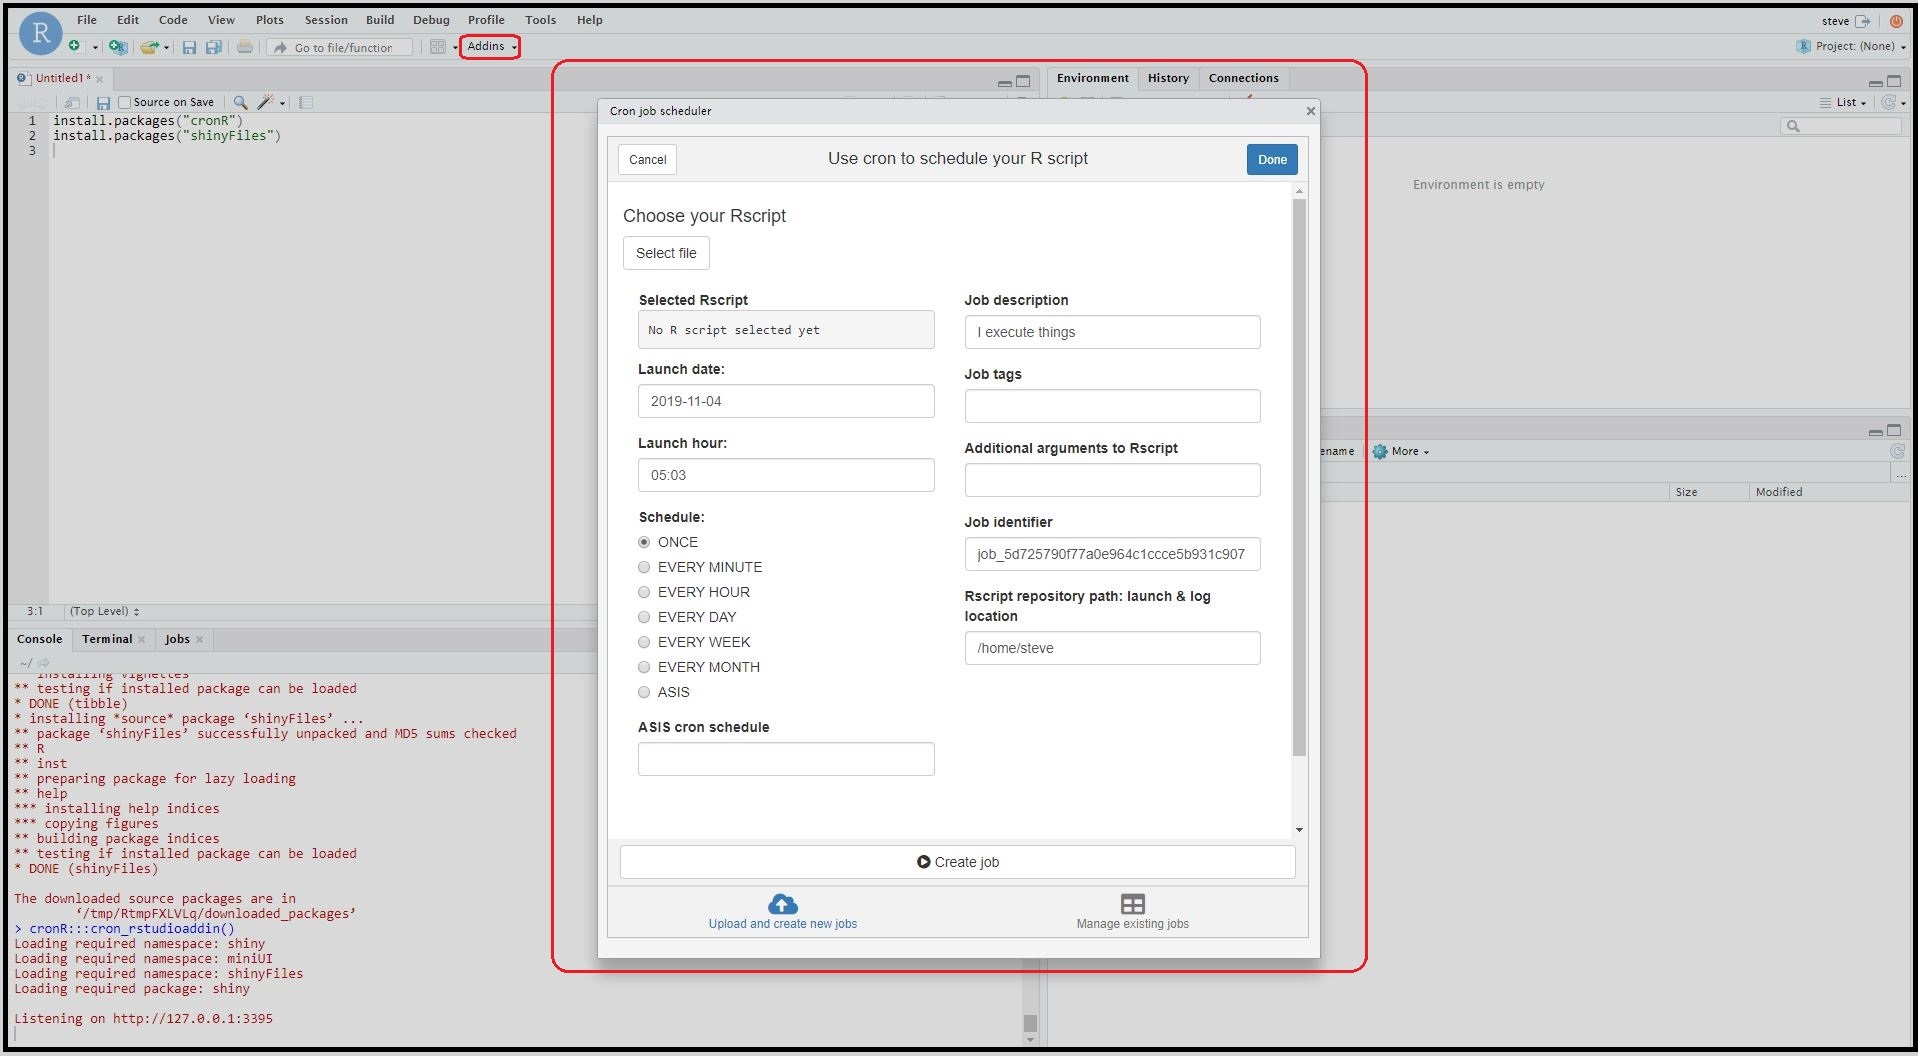 R
File Edit Code View Plots Session Build Debug Profile Tools Help
steve
Go to file/function
Addins
Project: (None)
Untitled1*
Source on Save
1 install.packages("cronR")
2 install.packages("shinyFiles")
3
3:1 (Top Level)
Console Terminal Jobs
~/
** installing vignettes
** testing if installed package can be loaded
* DONE (tibble)
* installing *source* package ‘shinyFiles’ ...
** package ‘shinyFiles’ successfully unpacked and MD5 sums checked
** R
** inst
** preparing package for lazy loading
** help
*** installing help indices
*** copying figures
** building package indices
** testing if installed package can be loaded
* DONE (shinyFiles)
The downloaded source packages are in
‘/tmp/RtmpFXLVLq/downloaded_packages’
> cronR:::cron_rstudioaddin()
Loading required namespace: shiny
Loading required namespace: miniUI
Loading required namespace: shinyFiles
Loading required package: shiny
Listening on http://127.0.0.1:3395
Cron job scheduler
Cancel
Use cron to schedule your R script
Done
Choose your Rscript
Select file
Selected Rscript
No R script selected yet
Launch date:
2019-11-04
Launch hour:
05:03
Schedule:
ONCE
EVERY MINUTE
EVERY HOUR
EVERY DAY
EVERY WEEK
EVERY MONTH
ASIS
ASIS cron schedule
Job description
I execute things
Job tags
Additional arguments to Rscript
Job identifier
job_5d725790f77a0e964c1ccce5b931c907
Rscript repository path: launch & log
location
/home/steve
Create job
Upload and create new jobs
Manage existing jobs
Environment History Connections
List
Environment is empty
ename
More
...
Size Modified